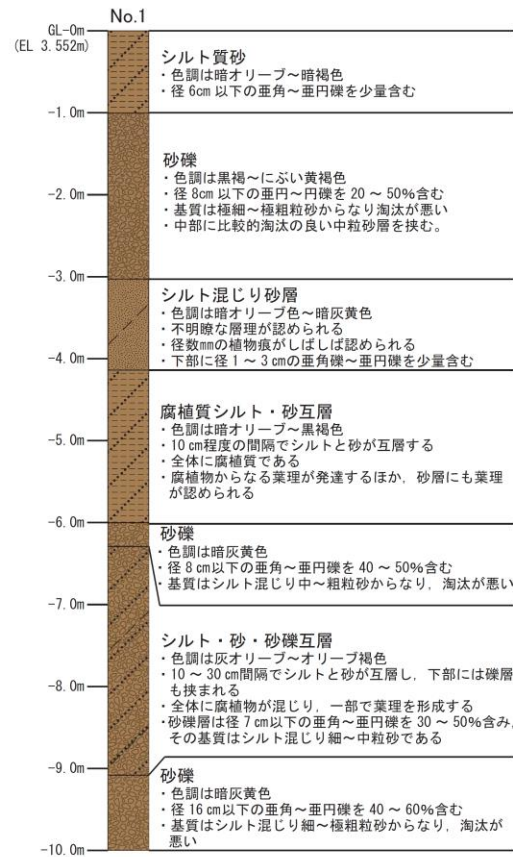 No.1
GL-0m
(EL 3.552m)
シルト質砂
・色調は暗オリーブ～暗褐色
・径 6cm 以下の亜角～亜円礫を少量含む
-1.0m
砂礫
・色調は黒褐～にぶい黄褐色
・径 8cm 以下の亜円～円礫を 20 ～ 50%含む
-2.0m
・基質は極細～極粗粒砂からなり淘汰が悪い
・中部に比較的淘汰の良い中粒砂層を挟む。
-3.0m
シルト混じり砂層
・色調は暗オリーブ色～暗灰黄色
・不明瞭な層理が認められる
・径数mmの植物痕がしばしば認められる
-4.0m
・下部に径 1 ～ 3 cmの亜角礫～亜円礫を少量含む
腐植質シルト・砂互層
・色調は暗オリーブ～黒褐色
-5.0m
・10 cm程度の間隔でシルトと砂が互層する
・全体に腐植質である
・腐植物からなる葉理が発達するほか，砂層にも葉理
が認められる
-6.0m
砂礫
・色調は暗灰黄色
・径 8 cm以下の亜角～亜円礫を 40 ～ 50%含む
・基質はシルト混じり中～粗粒砂からなり，淘汰が悪い
-7.0m
シルト・砂・砂礫互層
・色調は灰オリーブ～オリーブ褐色
・10 ～ 30 cm間隔でシルトと砂が互層し，下部には礫層
-8.0m
も挟まれる
・全体に腐植物が混じり，一部で葉理を形成する
・砂礫層は径 7 cm以下の亜角～亜円礫を 30 ～ 50%含み，
その基質はシルト混じり細～中粒砂である
-9.0m
砂礫
・色調は暗灰黄色
・径 16 cm以下の亜角～亜円礫を 40 ～ 60%含む
・基質はシルト混じり細～極粗粒砂からなり，淘汰が
悪い
-10.0m